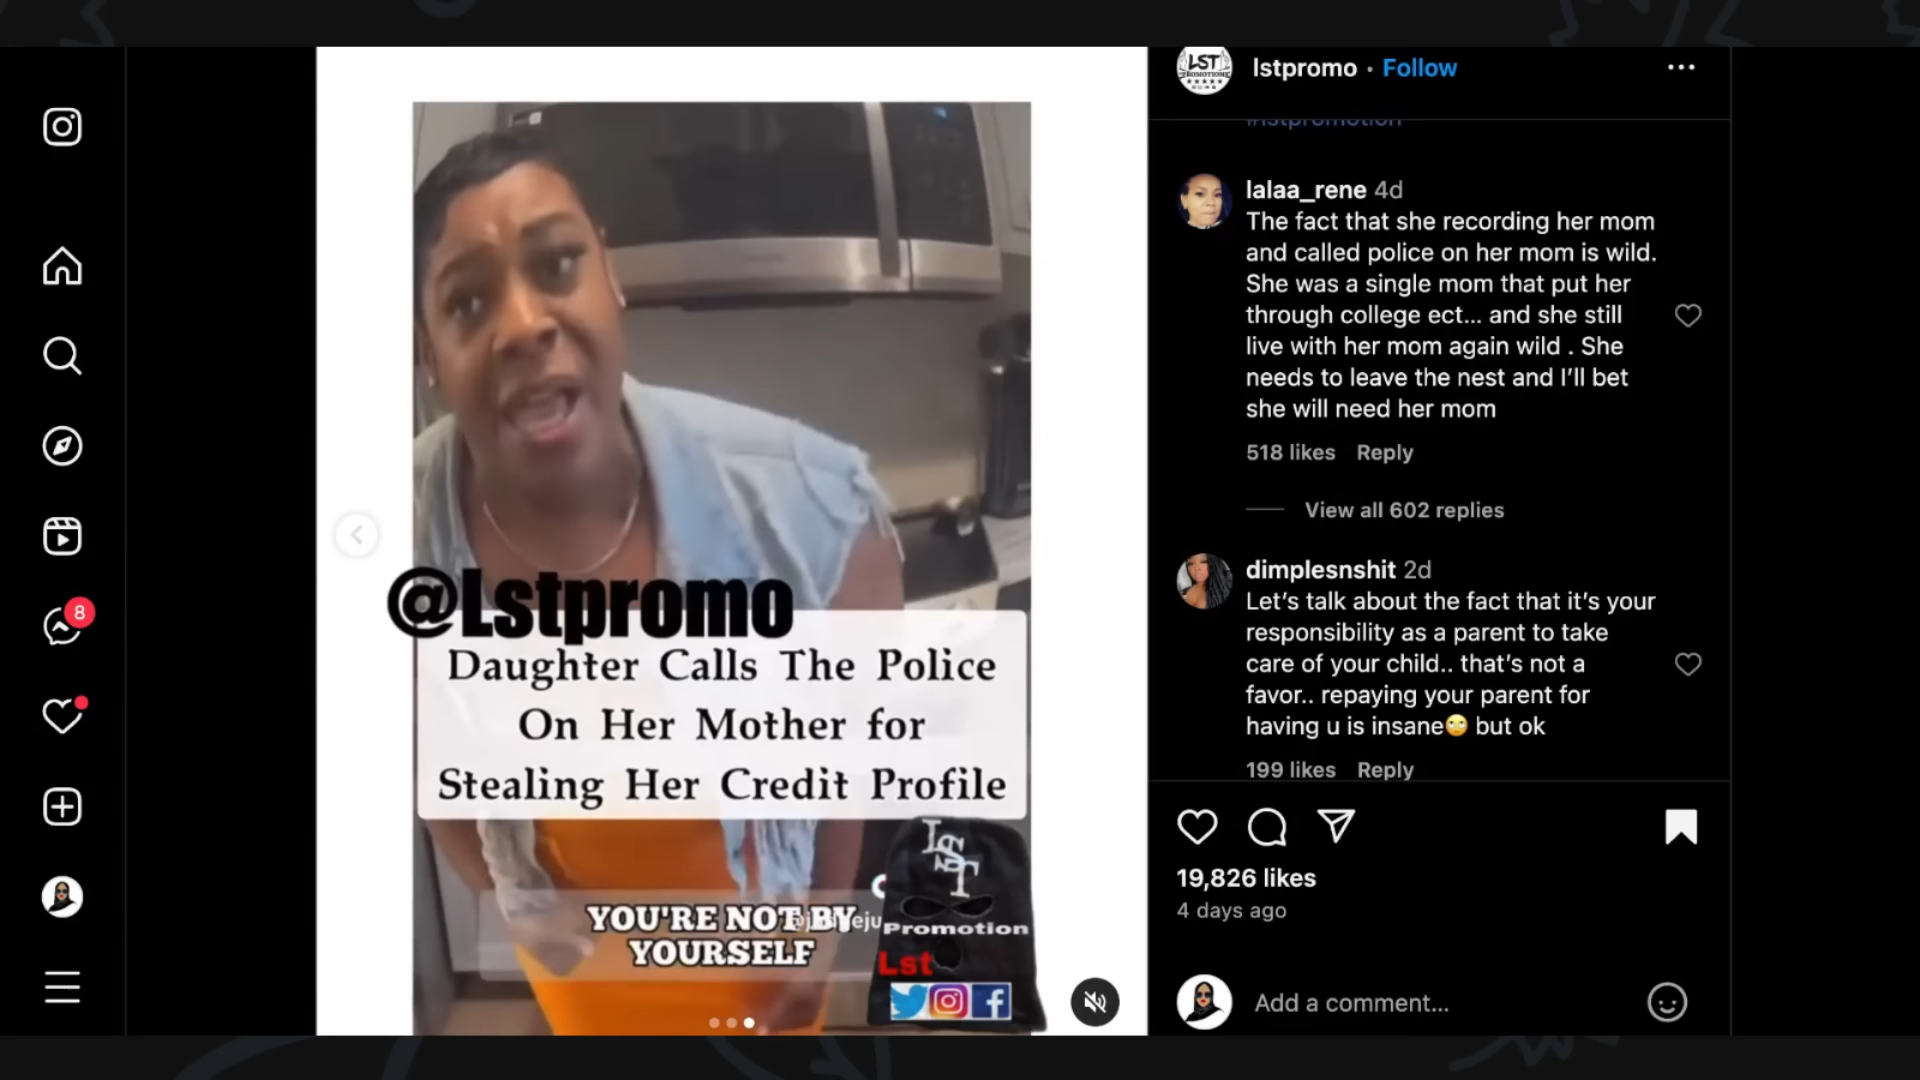 8
@Lstpromo
Daughter Calls The Police
On Her Mother for
Stealing Her Credit Profile
YOU'RE NOT BY
YOURSELF
LST
Promotion
Lst
LST
lstpromo · Follow
#lstpromotion
lalaa_rene 4d
The fact that she recording her mom
and called police on her mom is wild.
She was a single mom that put her
through college ect... and she still
live with her mom again wild . She
needs to leave the nest and I'll bet
she will need her mom
518 likes Reply
View all 602 replies
dimplesnshit 2d
Let's talk about the fact that it's your
responsibility as a parent to take
care of your child.. that's not a
favor.. repaying your parent for
having u is insane🙄 but ok
199 likes Reply
19,826 likes
4 days ago
Add a comment...